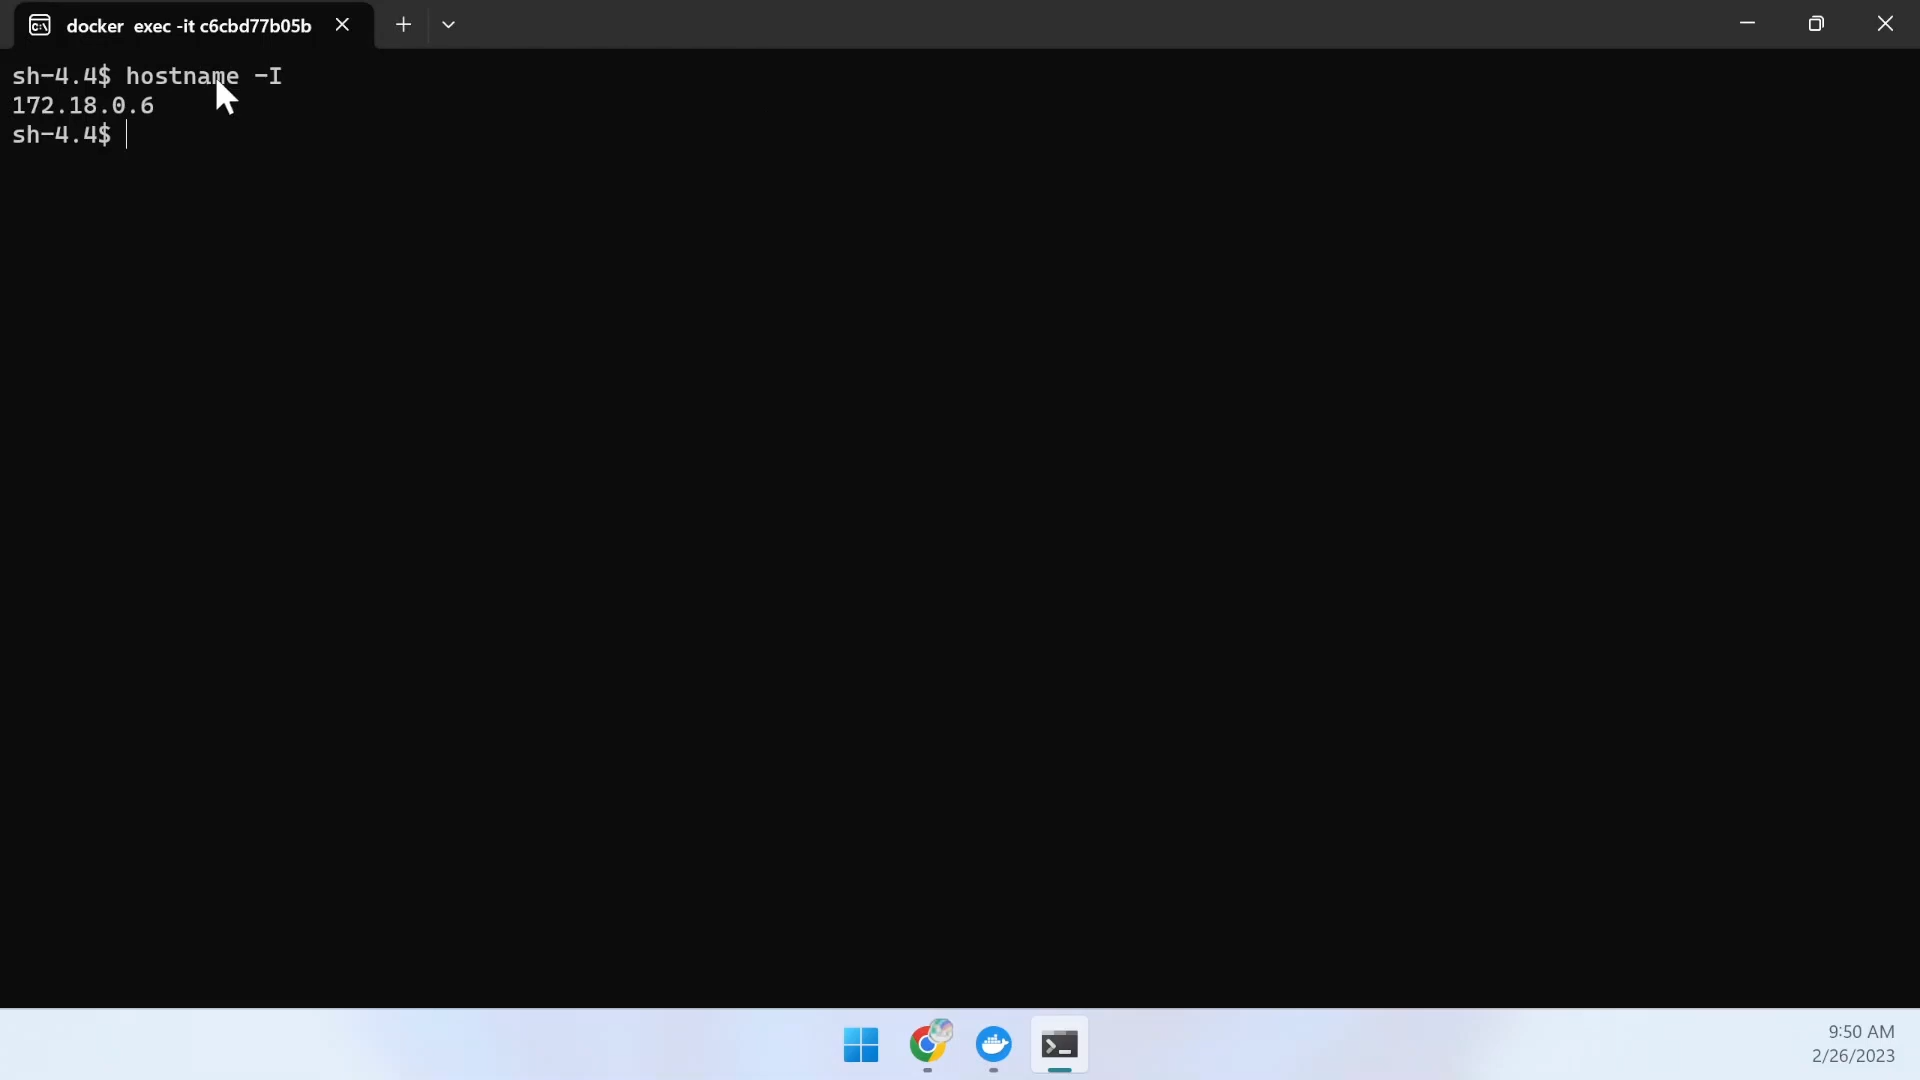 docker exec -it c6cbd77b05b
sh-4.4$ hostname -I
172.18.0.6
sh-4.4$
9:50 AM
2/26/2023